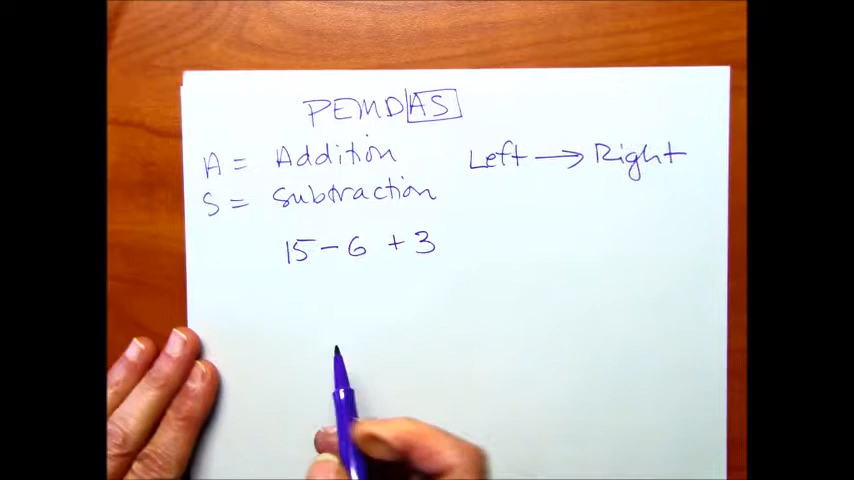 PEMDAS
A = Addition Left → Right
S = Subtraction
15 - 6 + 3